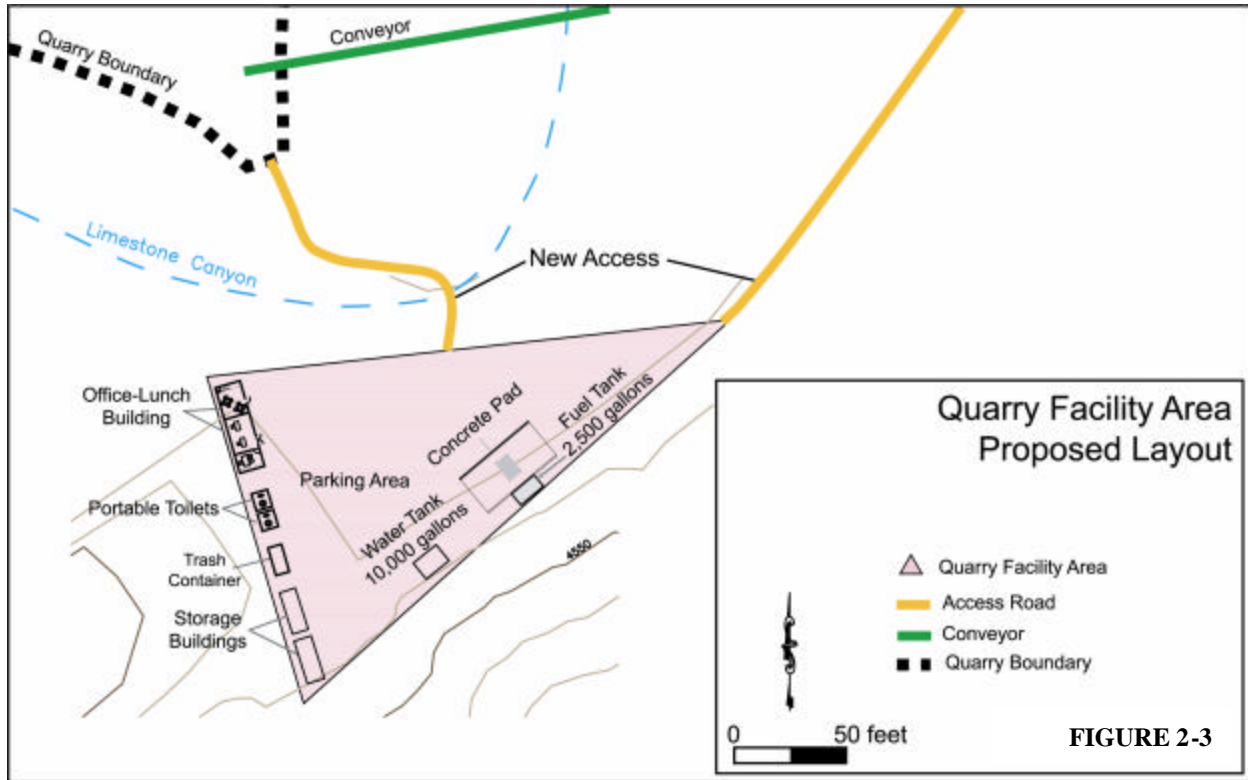 Quarry Boundary
Conveyor
Limestone Canyon
New Access
Office-Lunch
Building
Portable Toilets
Trash
Container
Storage
Buildings
Parking Area
Concrete Pad
Fuel Tank
2,500 gallons
Water Tank
10,000 gallons
4550
Quarry Facility Area
Proposed Layout
Quarry Facility Area
Access Road
Conveyor
Quarry Boundary
0 50 feet
FIGURE 2-3